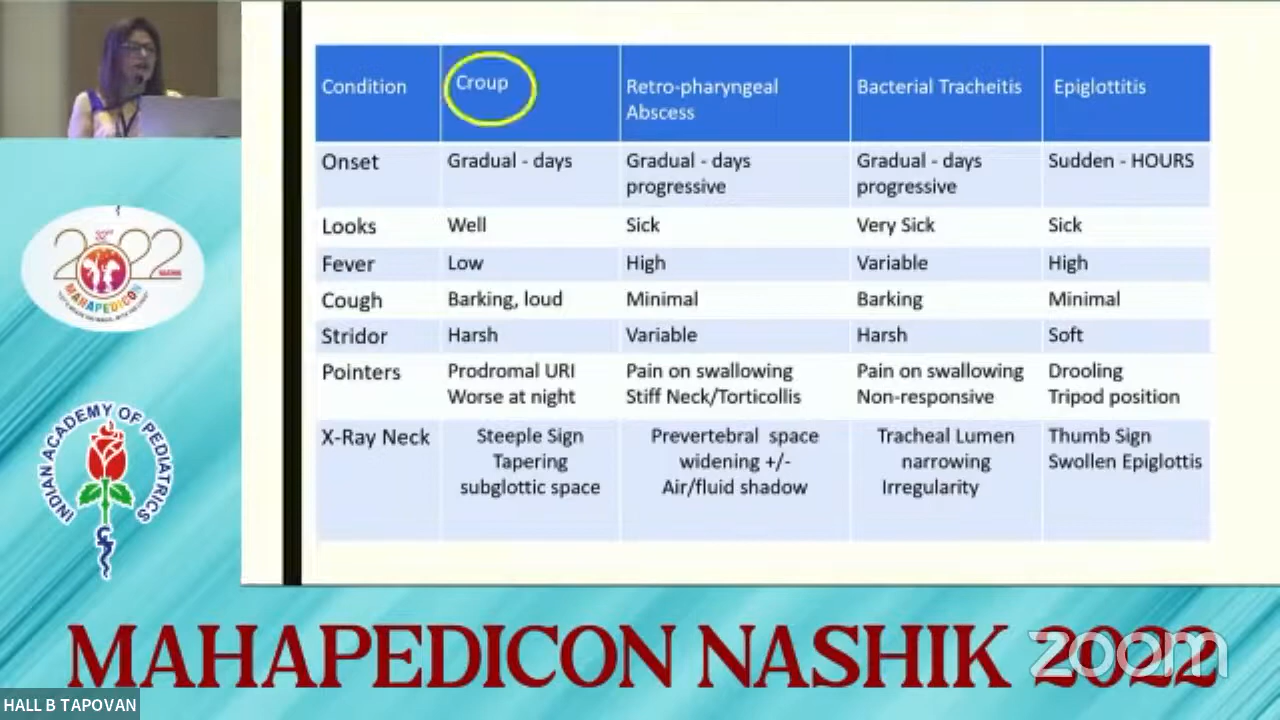 Condition
Croup
Retro-pharyngeal
Abscess
Bacterial Tracheitis
Epiglottitis
Onset
Gradual - days
Gradual - days
progressive
Gradual - days
progressive
Sudden - HOURS
Looks
Well
Sick
Very Sick
Sick
Fever
Low
High
Variable
High
Cough
Barking, loud
Minimal
Barking
Minimal
Stridor
Harsh
Variable
Harsh
Soft
Pointers
Prodromal URI
Worse at night
Pain on swallowing
Stiff Neck/Torticollis
Pain on swallowing
Non-responsive
Drooling
Tripod position
X-Ray Neck
Steeple Sign
Tapering
subglottic space
Prevertebral space
widening +/-
Air/fluid shadow
Tracheal Lumen
narrowing
Irregularity
Thumb Sign
Swollen Epiglottis
2022
MAHAPEDICON
INDIAN ACADEMY OF PEDIATRICS
MAHAPEDICON NASHIK 2022
zoom
HALL B TAPOVAN